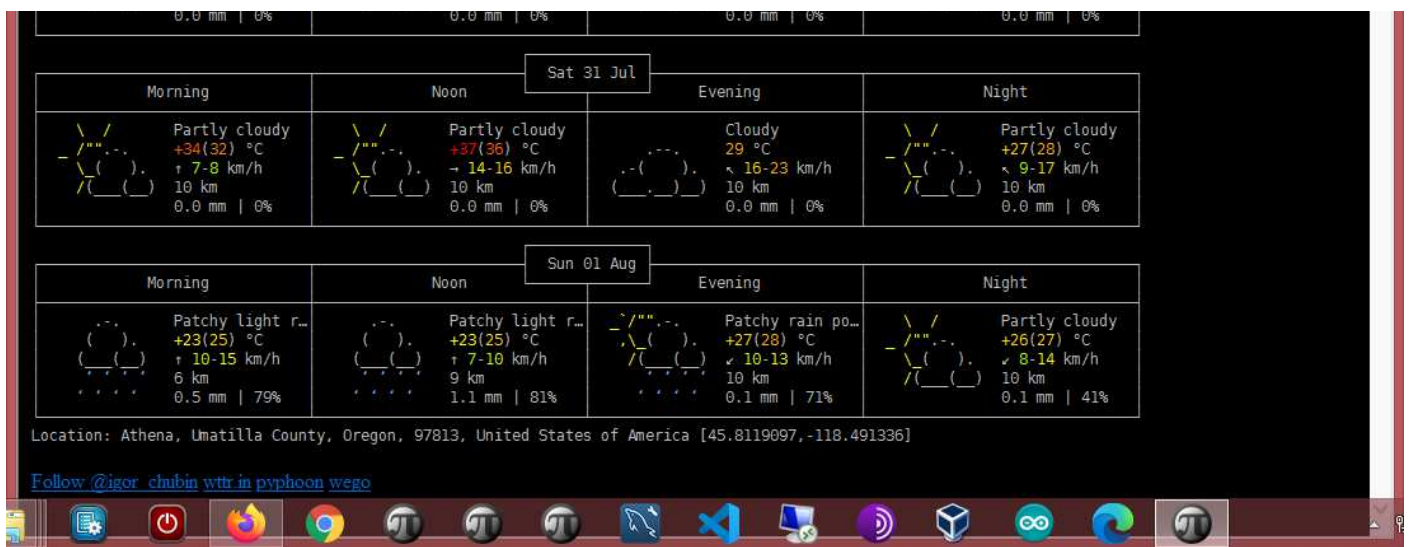 0.0 mm | 0% 0.0 mm | 0% 0.0 mm | 0% 0.0 mm | 0%
Sat 31 Jul
Morning Noon Evening Night
Partly cloudy Partly cloudy Cloudy Partly cloudy
+34(32) °C +37(36) °C 29 °C +27(28) °C
↑ 7-8 km/h → 14-16 km/h ↖ 16-23 km/h ↖ 9-17 km/h
10 km 10 km 10 km 10 km
0.0 mm | 0% 0.0 mm | 0% 0.0 mm | 0% 0.0 mm | 0%
Sun 01 Aug
Morning Noon Evening Night
Patchy light r… Patchy light r… Patchy rain po… Partly cloudy
+23(25) °C +23(25) °C +27(28) °C +26(27) °C
↑ 10-15 km/h ↑ 7-10 km/h ↙ 10-13 km/h ↙ 8-14 km/h
6 km 9 km 10 km 10 km
0.5 mm | 79% 1.1 mm | 81% 0.1 mm | 71% 0.1 mm | 41%
Location: Athena, Umatilla County, Oregon, 97813, United States of America [45.8119097,-118.491336]
Follow @igor_chubin wttr.in pyphoon wego